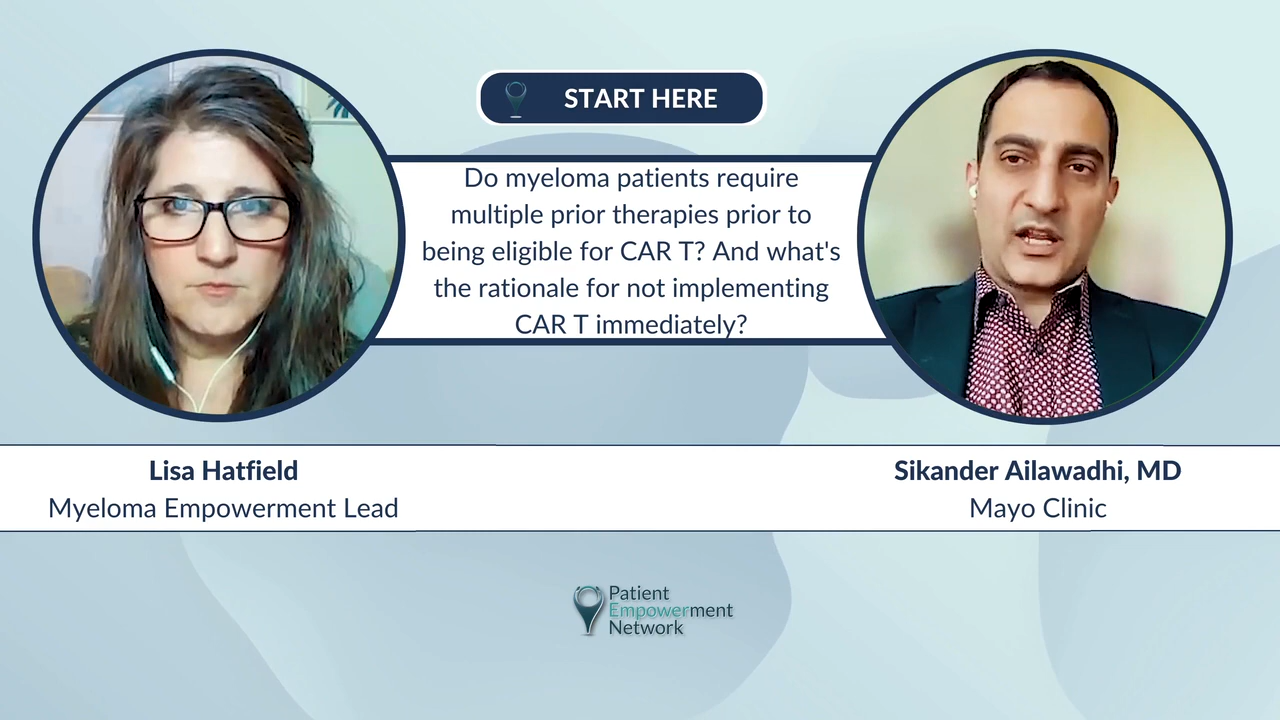 START HERE
Do myeloma patients require
multiple prior therapies prior to
being eligible for CAR T? And what's
the rationale for not implementing
CAR T immediately?
Lisa Hatfield
Myeloma Empowerment Lead
Sikander Ailawadhi, MD
Mayo Clinic
Patient
Empowerment
Network